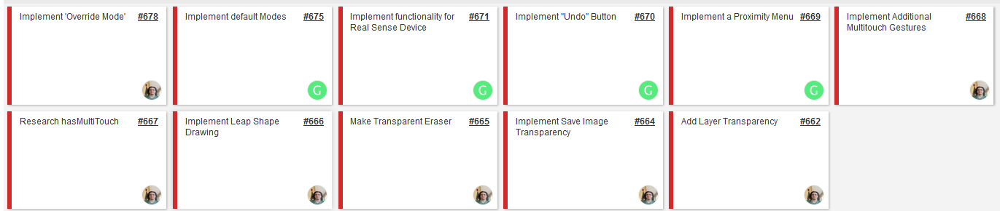 Implement 'Override Mode' #678
Implement default Modes #675
Implement functionality for #671
Real Sense Device
Implement "Undo" Button #670
Implement a Proximity Menu #669
Implement Additional #668
Multitouch Gestures
G
G
G
G
Research hasMultiTouch #667
Implement Leap Shape #666
Drawing
Make Transparent Eraser #665
Implement Save Image #664
Transparency
Add Layer Transparency #662